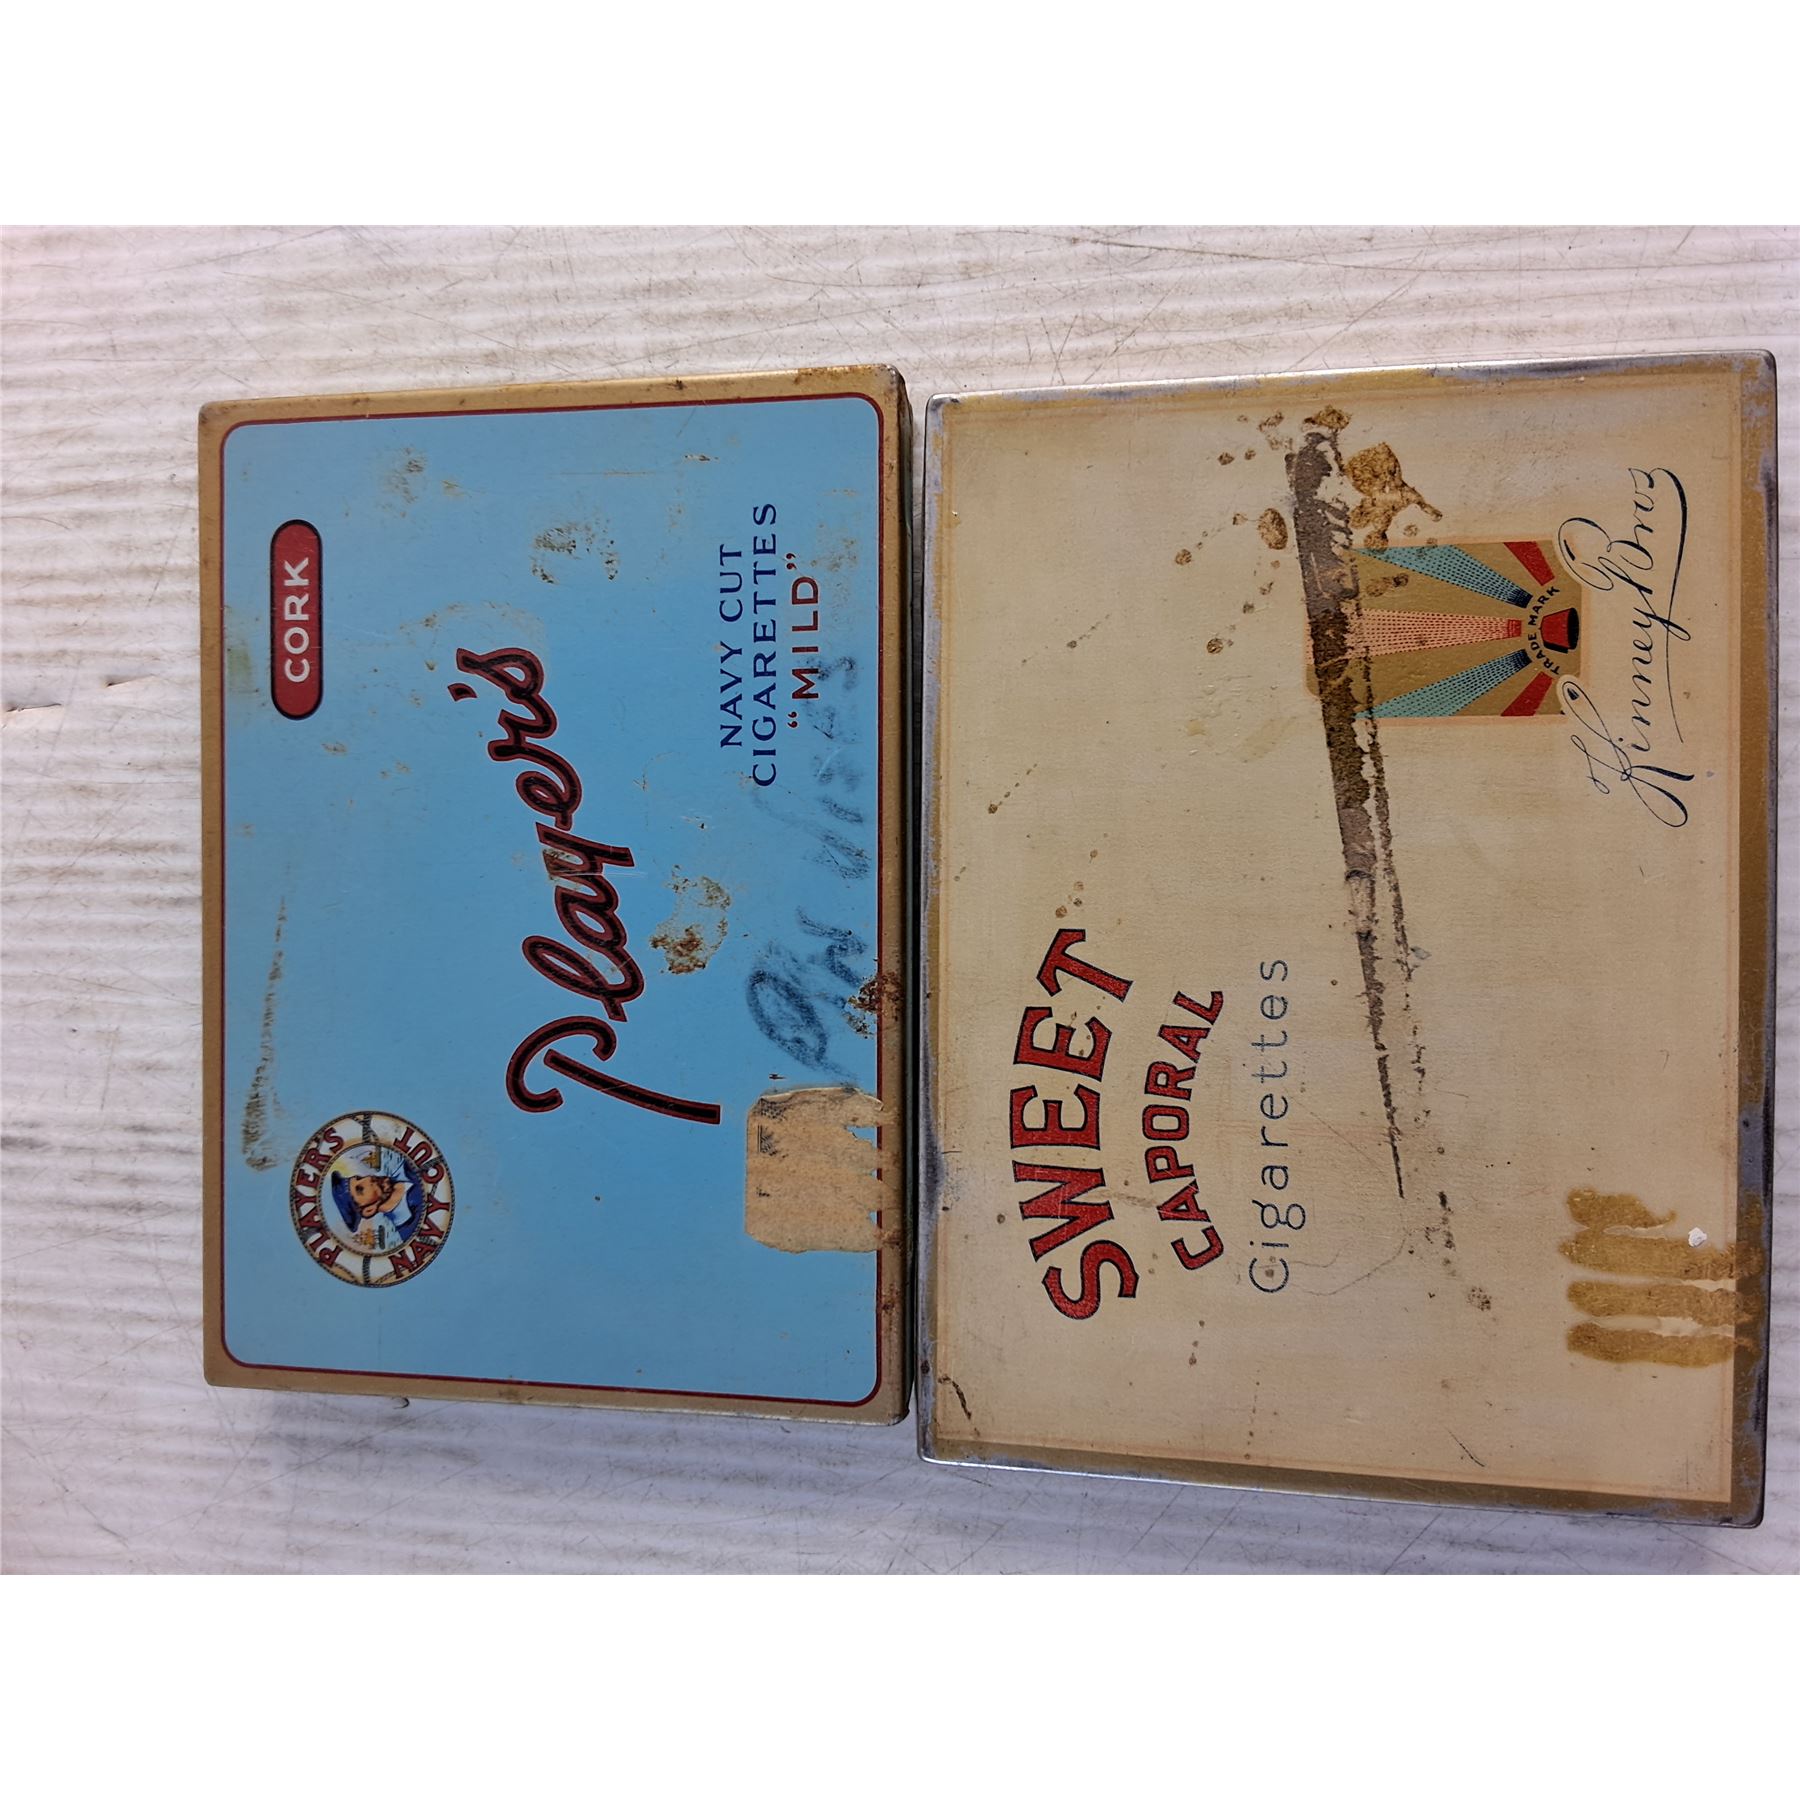 PLAYER'S
NAVY CUT
CORK
Player's
NAVY CUT
CIGARETTES
"MILD"
SWEET
CAPORAL
Cigarettes
TRADE MARK
Kinney Bros